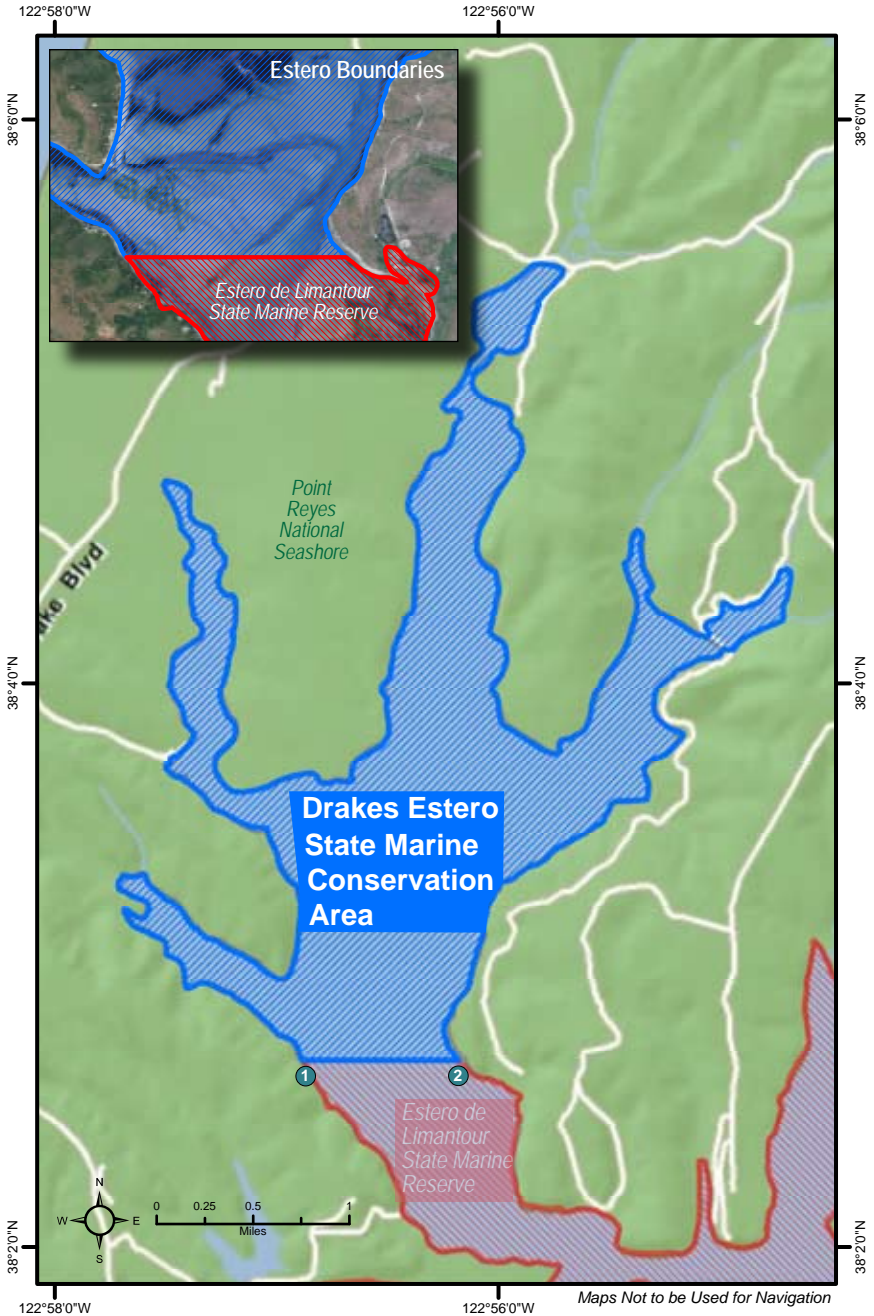 122°58'0"W
122°56'0"W
Estero Boundaries
38°6'0"N
38°6'0"N
Estero de Limantour
State Marine Reserve
Point
Reyes
National
Seashore
ake Blvd
38°4'0"N
38°4'0"N
Drakes Estero
State Marine
Conservation
Area
1
2
Estero de
Limantour
State Marine
Reserve
N
W
E
S
0
0.25
0.5
1
Miles
38°2'0"N
38°2'0"N
122°58'0"W
122°56'0"W
Maps Not to be Used for Navigation